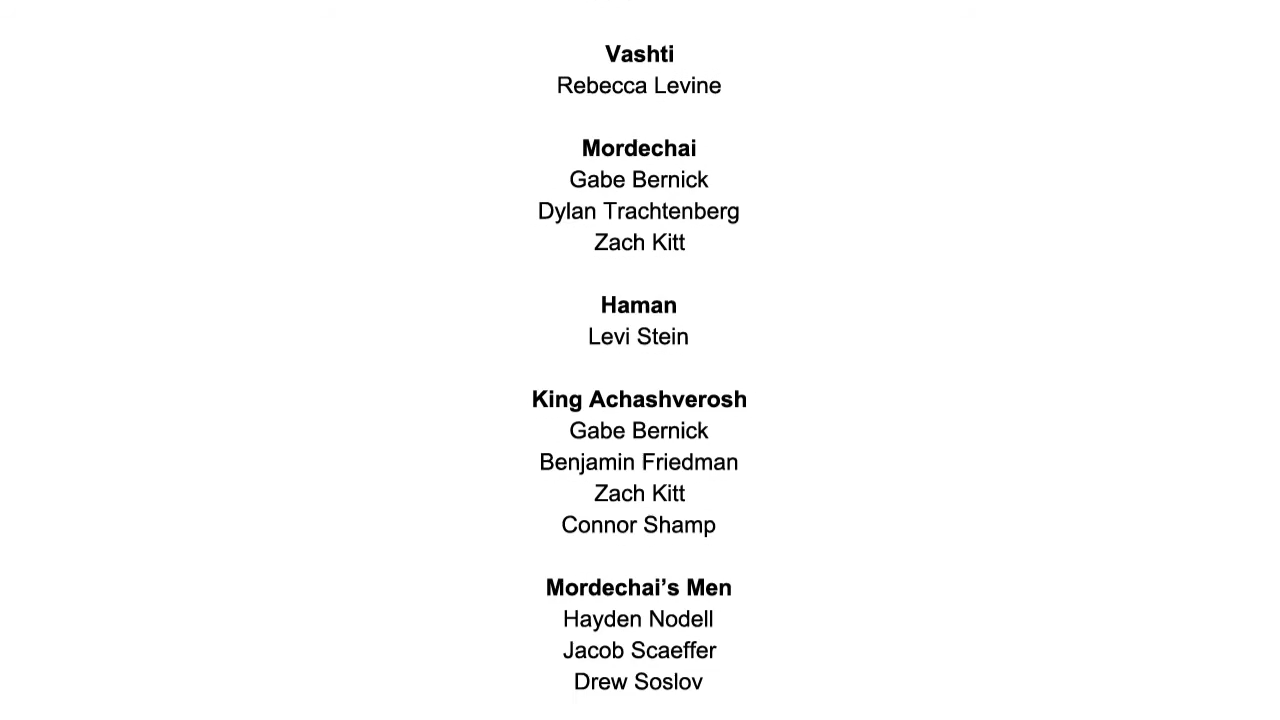 Vashti
Rebecca Levine
Mordechai
Gabe Bernick
Dylan Trachtenberg
Zach Kitt
Haman
Levi Stein
King Achashverosh
Gabe Bernick
Benjamin Friedman
Zach Kitt
Connor Shamp
Mordechai’s Men
Hayden Nodell
Jacob Scaeffer
Drew Soslov